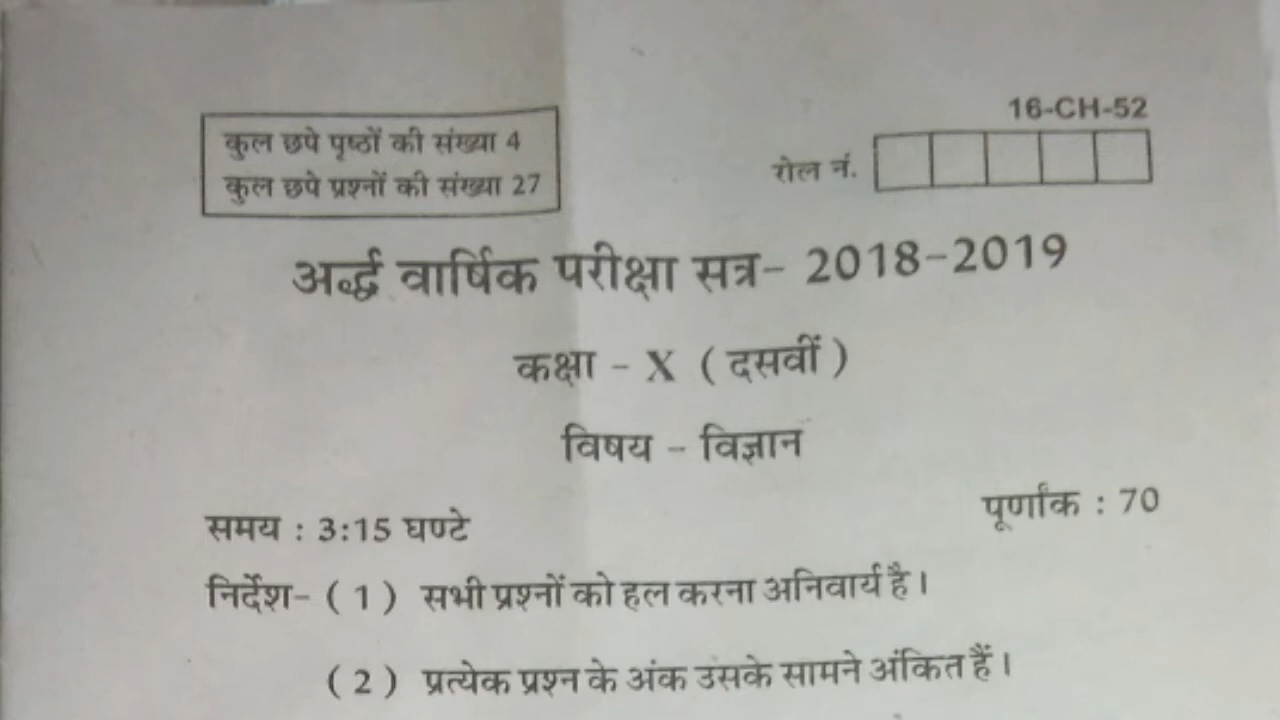 16-CH-52
कुल छपे पृष्ठों की संख्या 4
कुल छपे प्रश्नों की संख्या 27
रोल नं.
अर्द्ध वार्षिक परीक्षा सत्र- 2018-2019
कक्षा - X ( दसवीं )
विषय - विज्ञान
समय : 3:15 घण्टे
पूर्णांक : 70
निर्देश- ( 1 ) सभी प्रश्नों को हल करना अनिवार्य है।
( 2 ) प्रत्येक प्रश्न के अंक उसके सामने अंकित हैं।